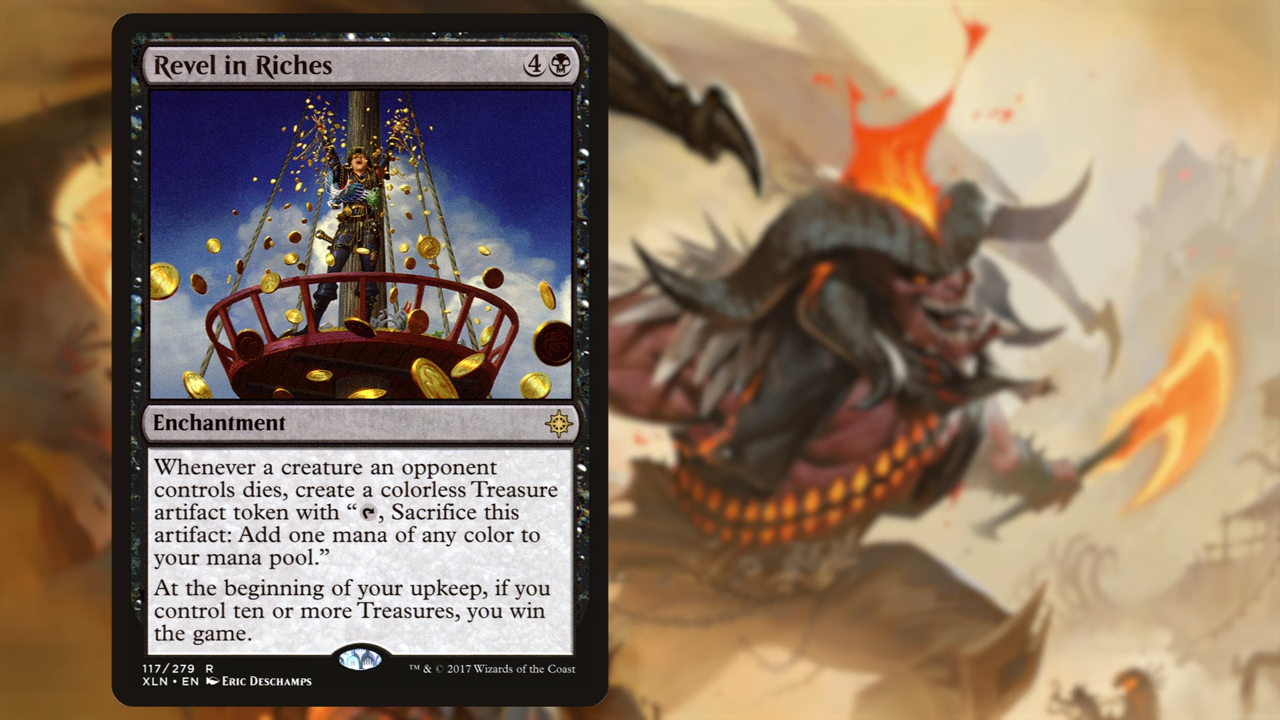 Revel in Riches 4
Enchantment
Whenever a creature an opponent
controls dies, create a colorless Treasure
artifact token with “ , Sacrifice this
artifact: Add one mana of any color to
your mana pool.”
At the beginning of your upkeep, if you
control ten or more Treasures, you win
the game.
117/279 R
XLN • EN Eric Deschamps
™ & © 2017 Wizards of the Coast